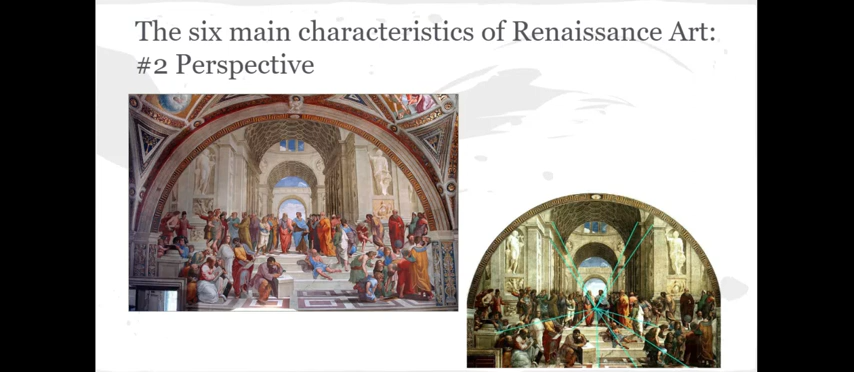 The six main characteristics of Renaissance Art:
#2 Perspective